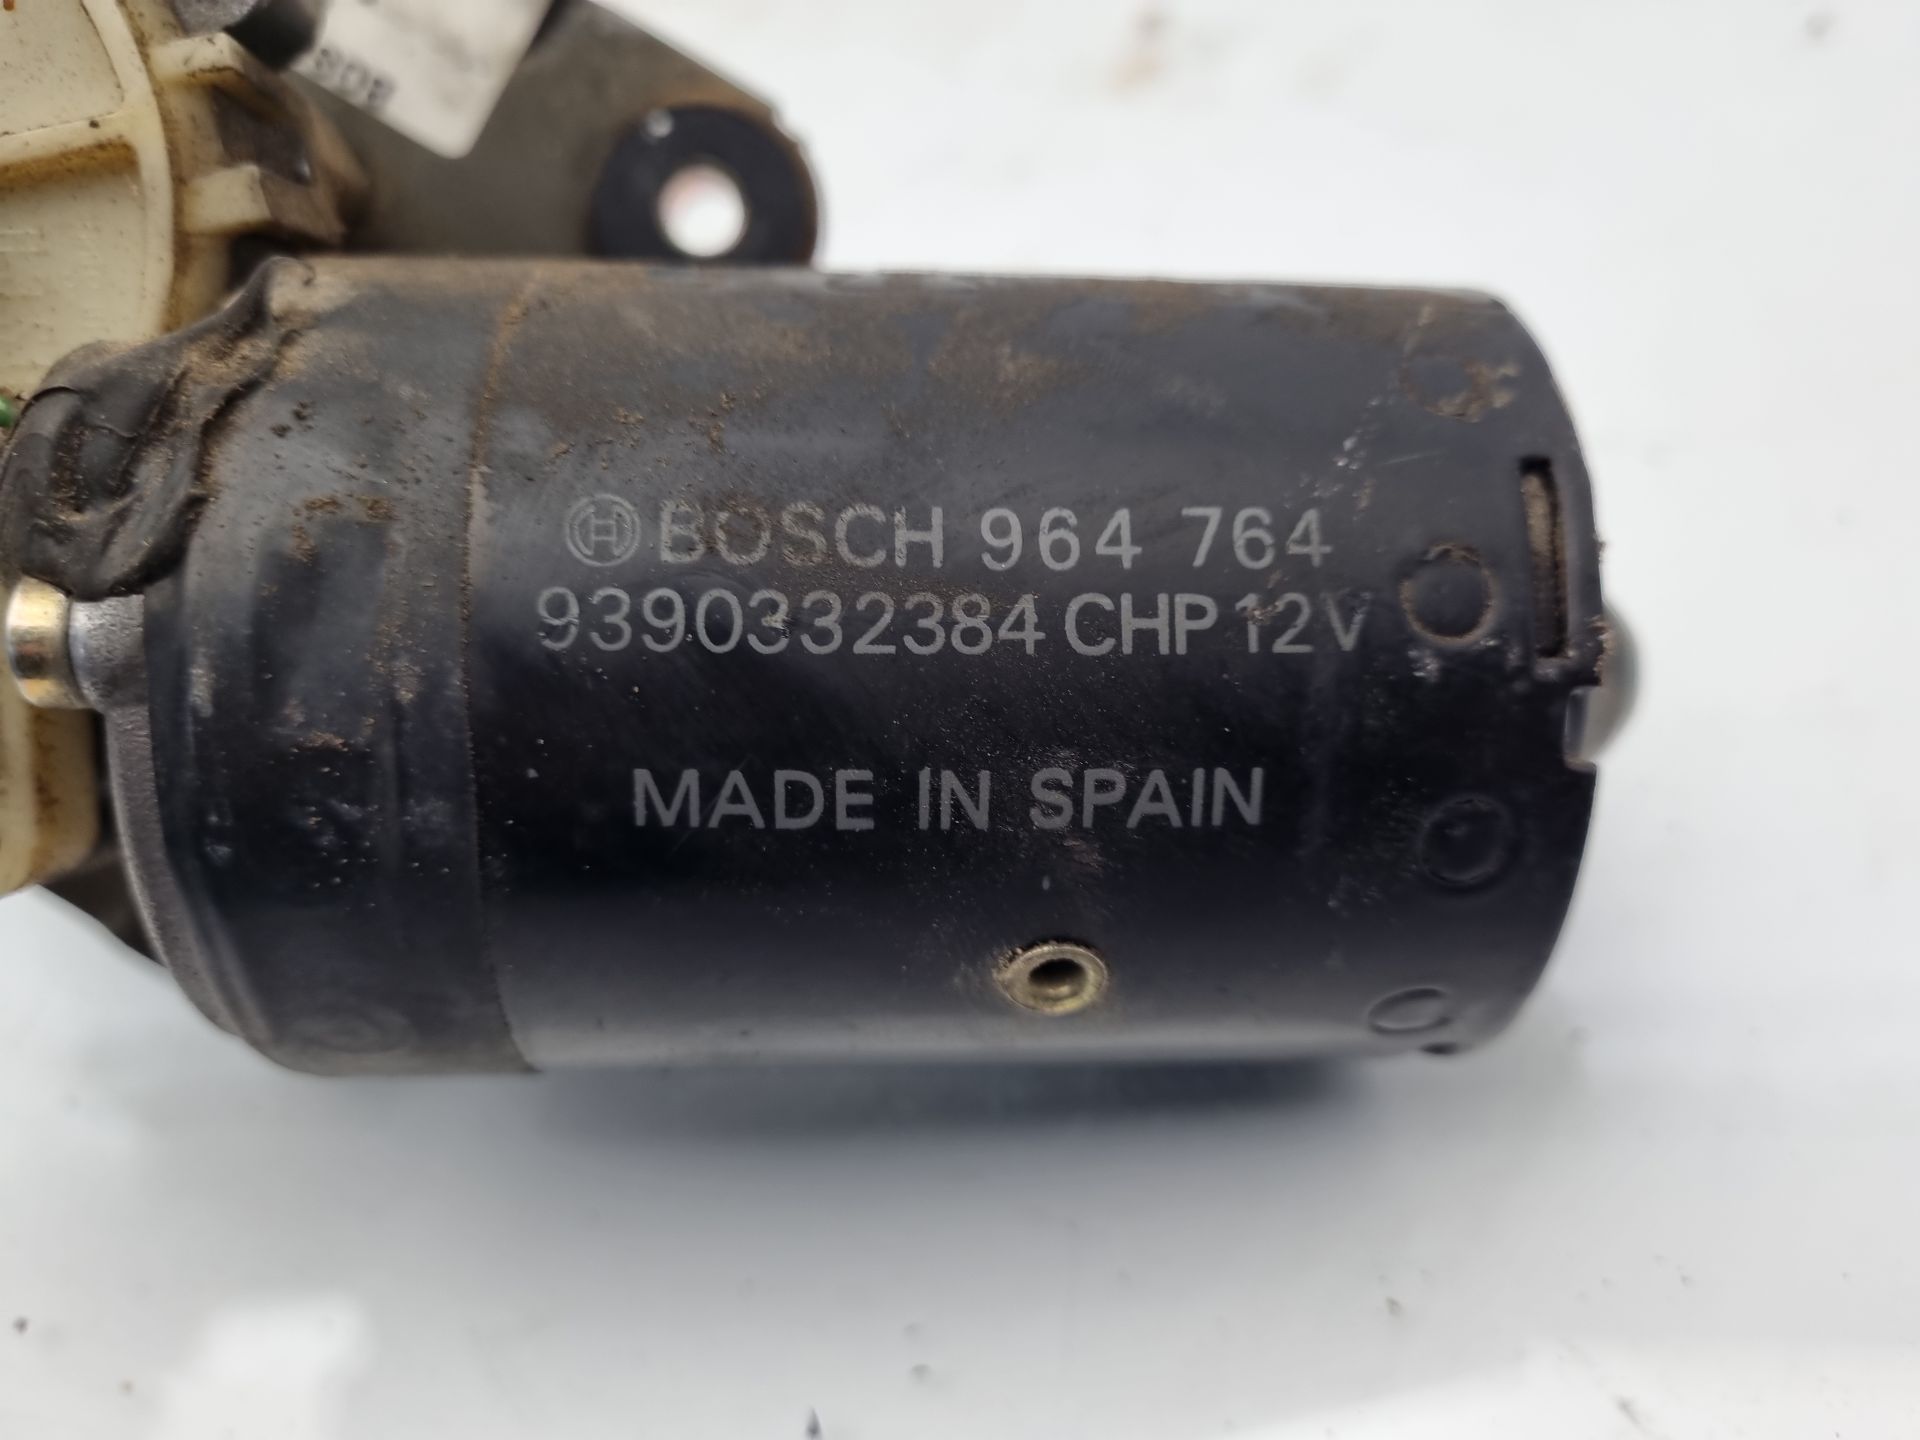 BOSCH 964 764
9390332384 CHP 12V
MADE IN SPAIN